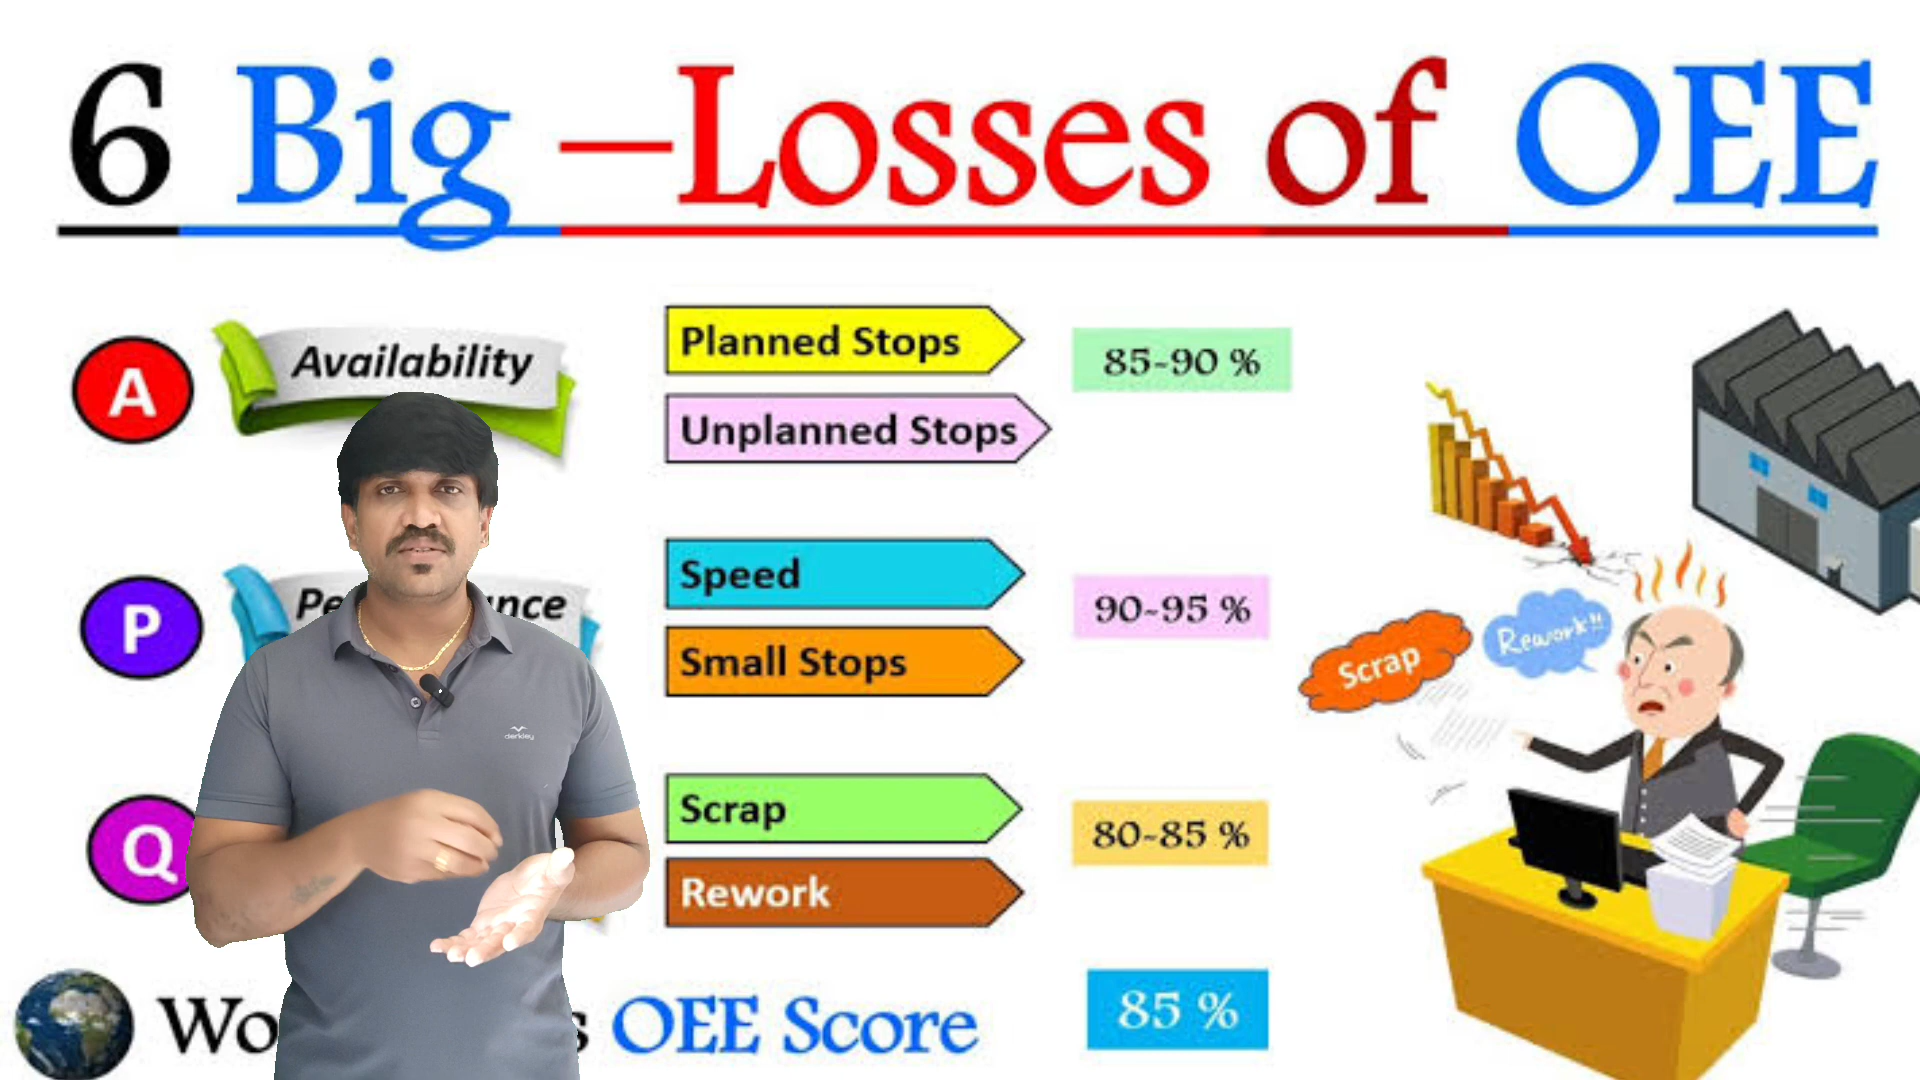 6 Big –Losses of OEE
A
Availability
Planned Stops
85-90 %
Unplanned Stops
P
Speed
90-95 %
Small Stops
Scrap
Rework!!
Q
Scrap
80-85 %
Rework
OEE Score
85 %